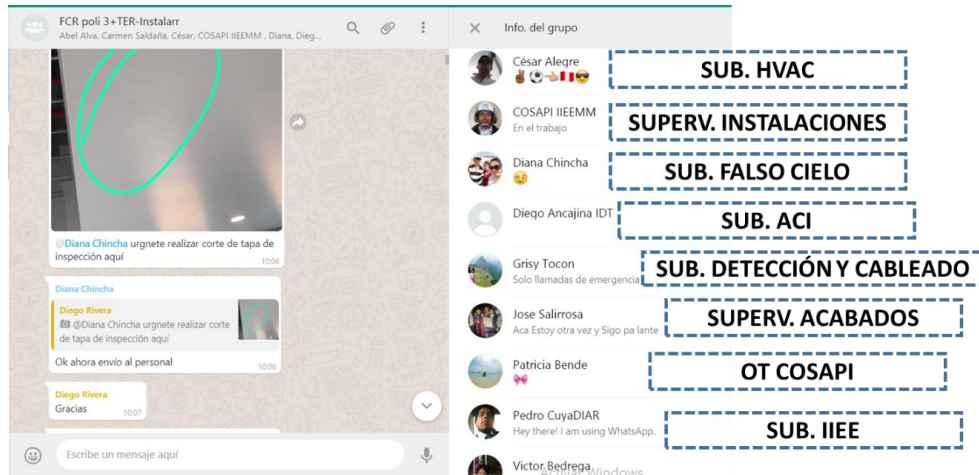 FCR poli 3+TER-Instalarr
Abel Alva, Carmen Saldaña, César, COSAPI IIEEMM , Diana, Dieg...
@Diana Chincha urgnete realizar corte de tapa de
inspección aquí
10:06
Diana Chincha
Diego Rivera
@Diana Chincha urgnete realizar corte
de tapa de inspección aquí
Ok ahora envío al personal
10:06
Diego Rivera
Gracias
10:07
Escribe un mensaje aquí
Info. del grupo
César Alegre
SUB. HVAC
COSAPI IIEEMM
En el trabajo
SUPERV. INSTALACIONES
Diana Chincha
SUB. FALSO CIELO
Diego Ancajina IDT
SUB. ACI
Grisy Tocon
Solo llamadas de emergencia
SUB. DETECCIÓN Y CABLEADO
Jose Salirrosa
Aca Estoy otra vez y Sigo pa lante
SUPERV. ACABADOS
Patricia Bende
OT COSAPI
Pedro CuyaDIAR
Hey there! I am using WhatsApp.
SUB. IIEE
Victor Bedrega
Activar Windows